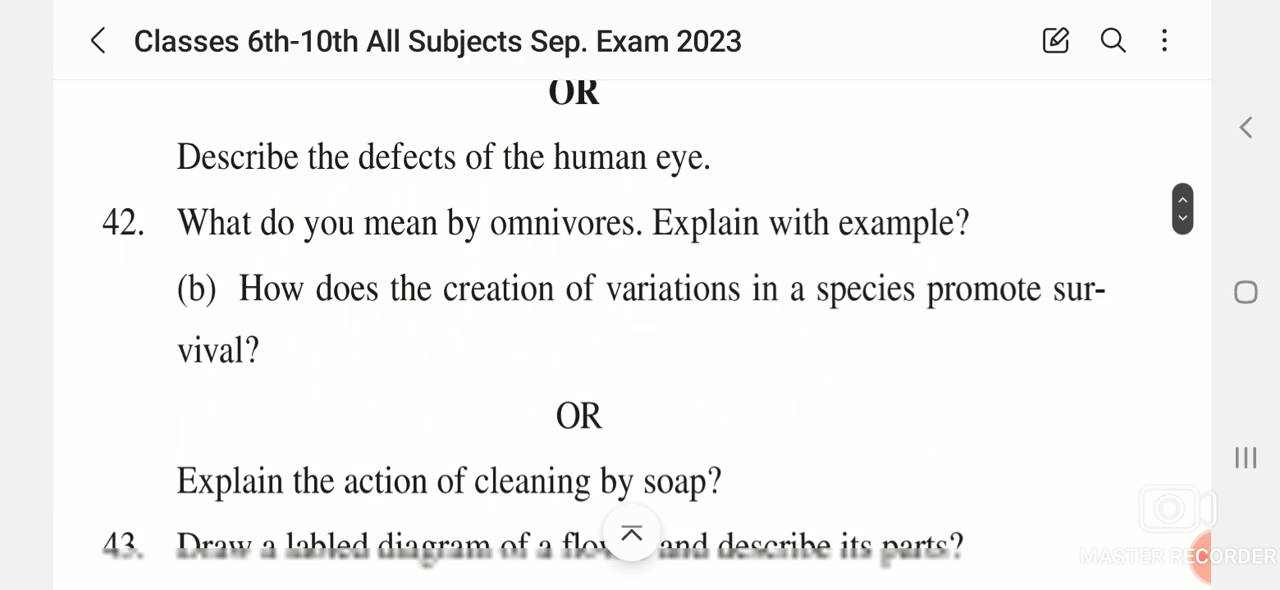 Classes 6th-10th All Subjects Sep. Exam 2023
OR
Describe the defects of the human eye.
42. What do you mean by omnivores. Explain with example?
(b) How does the creation of variations in a species promote sur-
vival?
OR
Explain the action of cleaning by soap?
43. Draw a labled diagram of a and describe its parts?
MASTER RECORDER